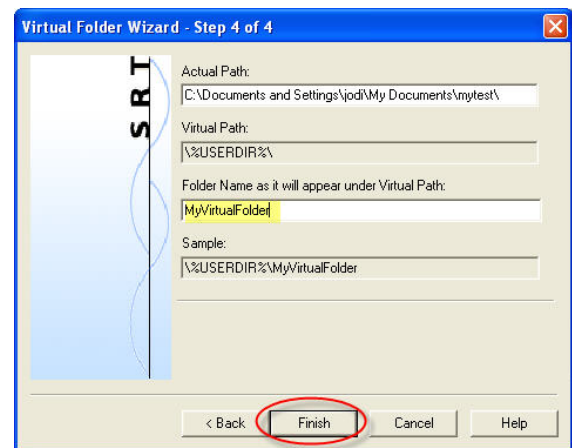 Virtual Folder Wizard - Step 4 of 4
SRT
Actual Path:
C:\Documents and Settings\jodi\My Documents\mytest\
Virtual Path:
\%USERDIR%\
Folder Name as it will appear under Virtual Path:
MyVirtualFolder
Sample:
\%USERDIR%\MyVirtualFolder
< Back Finish Cancel Help